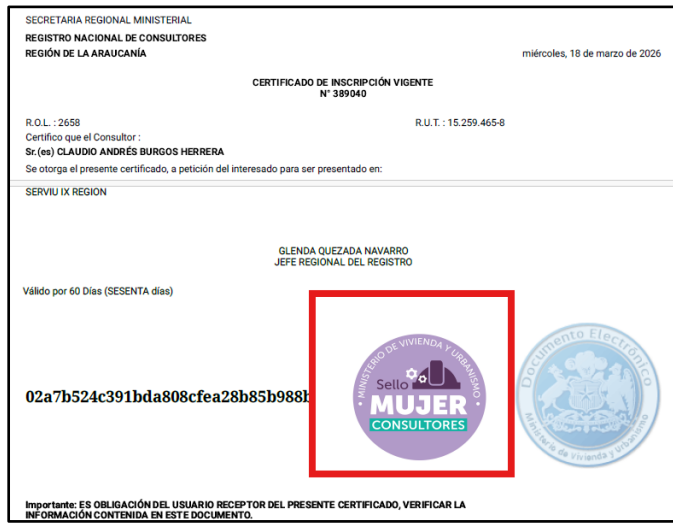 SECRETARIA REGIONAL MINISTERIAL
REGISTRO NACIONAL DE CONSULTORES
REGIÓN DE LA ARAUCANÍA
miércoles, 18 de marzo de 2026
CERTIFICADO DE INSCRIPCIÓN VIGENTE
N° 389040
R.O.L. : 2658
R.U.T. : 15.259.465-8
Certifico que el Consultor :
Sr.(es) CLAUDIO ANDRÉS BURGOS HERRERA
Se otorga el presente certificado, a petición del interesado para ser presentado en:
SERVIU IX REGION
GLENDA QUEZADA NAVARRO
JEFE REGIONAL DEL REGISTRO
Válido por 60 Días (SESENTA días)
02a7b524c391bda808cfea28b85b988b
MINISTERIO DE VIVIENDA Y URBANISMO
Sello
MUJER
CONSULTORES
Documento Electrónico
Ministerio de Vivienda y Urbanismo
Importante: ES OBLIGACIÓN DEL USUARIO RECEPTOR DEL PRESENTE CERTIFICADO, VERIFICAR LA
INFORMACIÓN CONTENIDA EN ESTE DOCUMENTO.